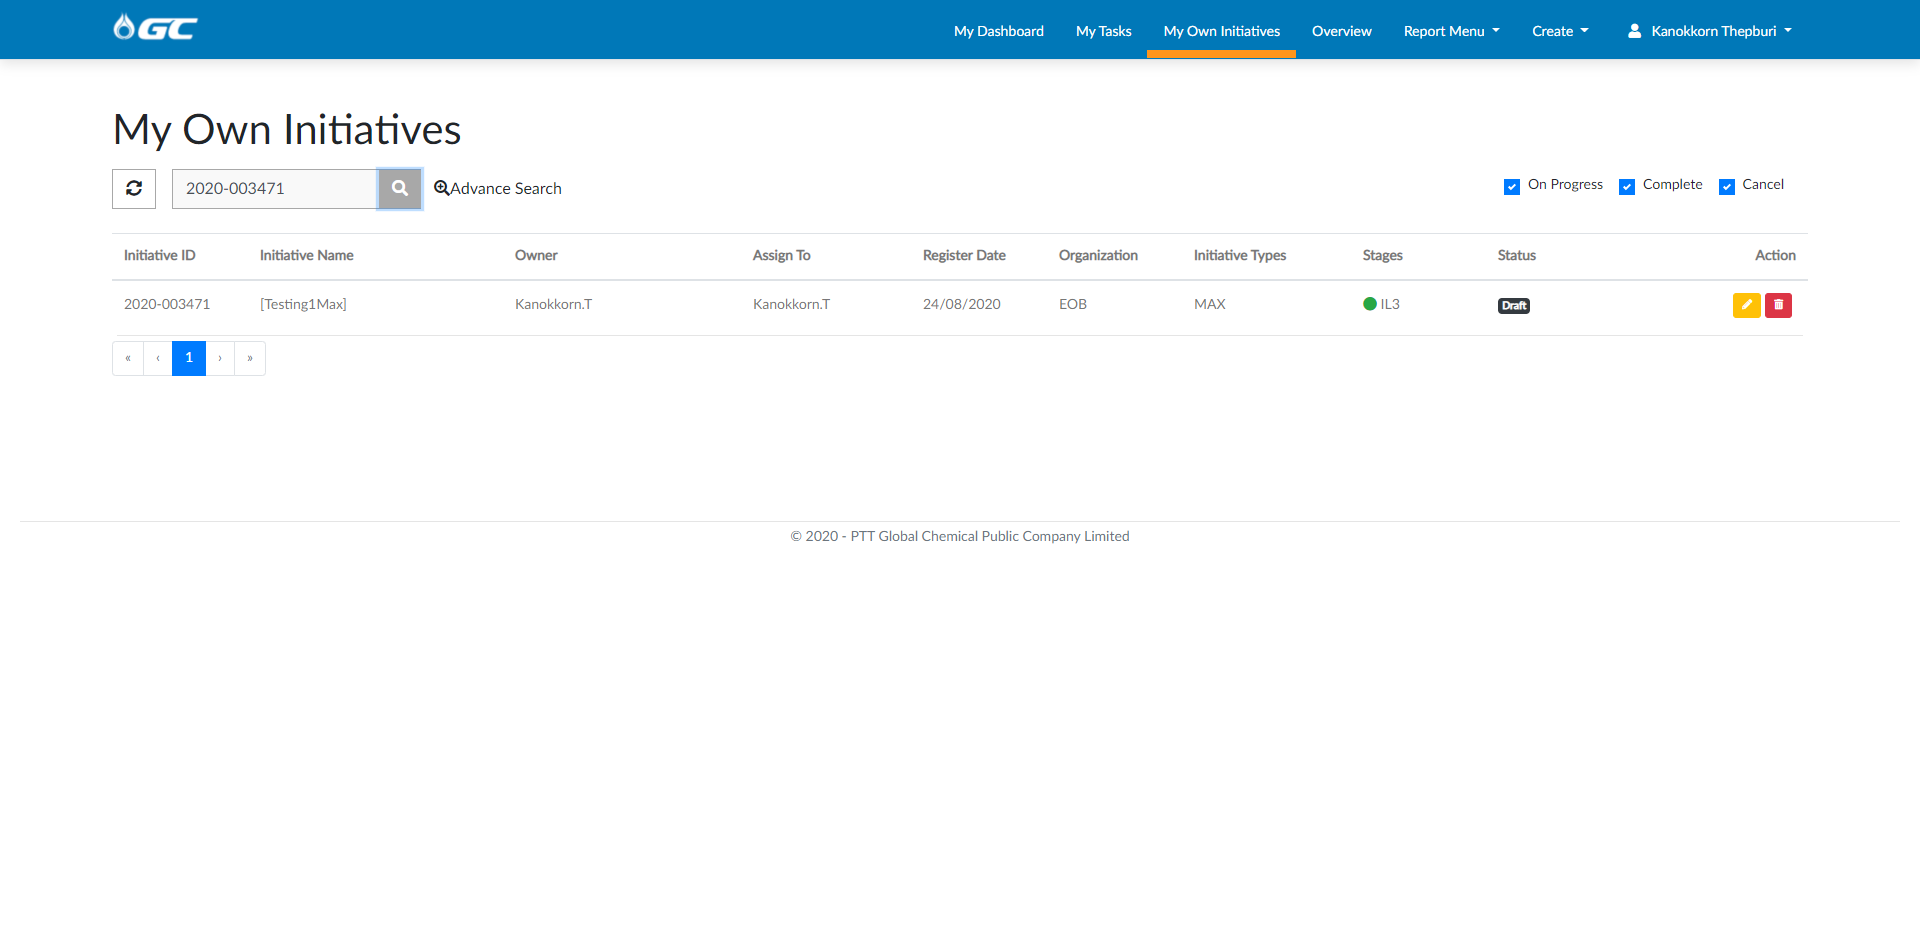 GC
My Dashboard My Tasks My Own Initiatives Overview Report Menu Create Kanokkorn Thepburi
My Own Initiatives
2020-003471 Advance Search On Progress Complete Cancel
Initiative ID Initiative Name Owner Assign To Register Date Organization Initiative Types Stages Status Action
2020-003471 [Testing1Max] Kanokkorn.T Kanokkorn.T 24/08/2020 EOB MAX IL3 Draft
« ‹ 1 › »
© 2020 - PTT Global Chemical Public Company Limited